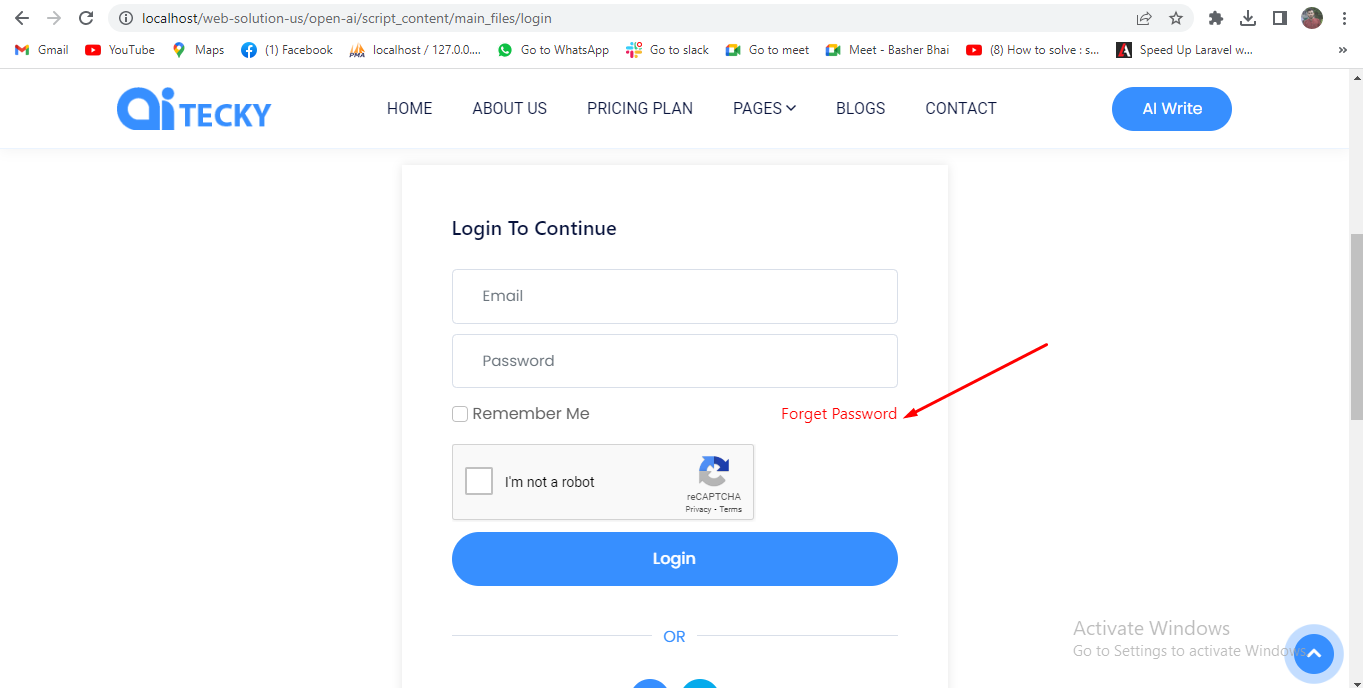 localhost/web-solution-us/open-ai/script_content/main_files/login
Gmail YouTube Maps (1) Facebook localhost / 127.0.0.... Go to WhatsApp Go to slack Go to meet Meet - Basher Bhai (8) How to solve : s... Speed Up Laravel w... »
ai TECKY HOME ABOUT US PRICING PLAN PAGES BLOGS CONTACT AI Write
Login To Continue
Email
Password
Remember Me Forget Password
I'm not a robot
reCAPTCHA
Privacy - Terms
Login
OR
Activate Windows
Go to Settings to activate Windows.